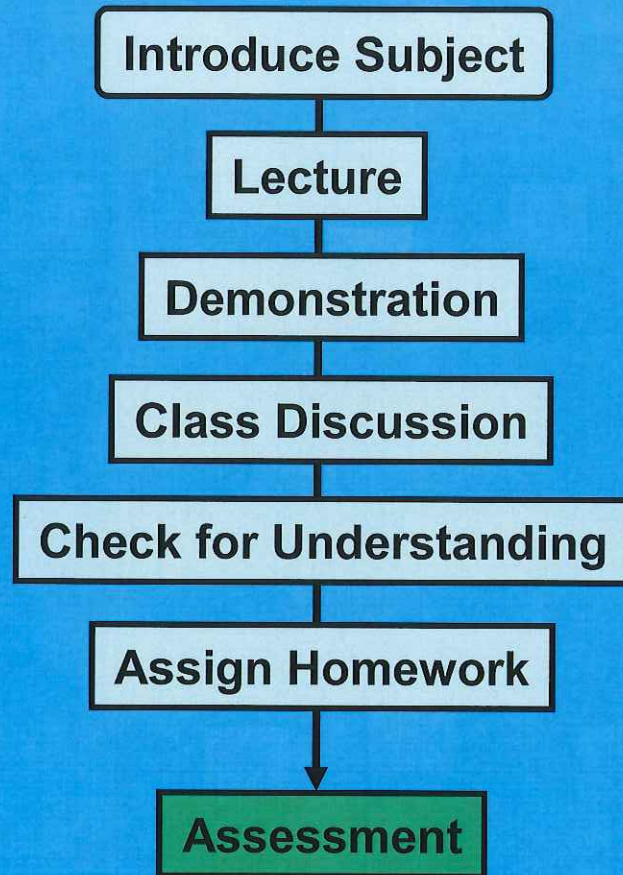 Introduce Subject
Lecture
Demonstration
Class Discussion
Check for Understanding
Assign Homework
Assessment